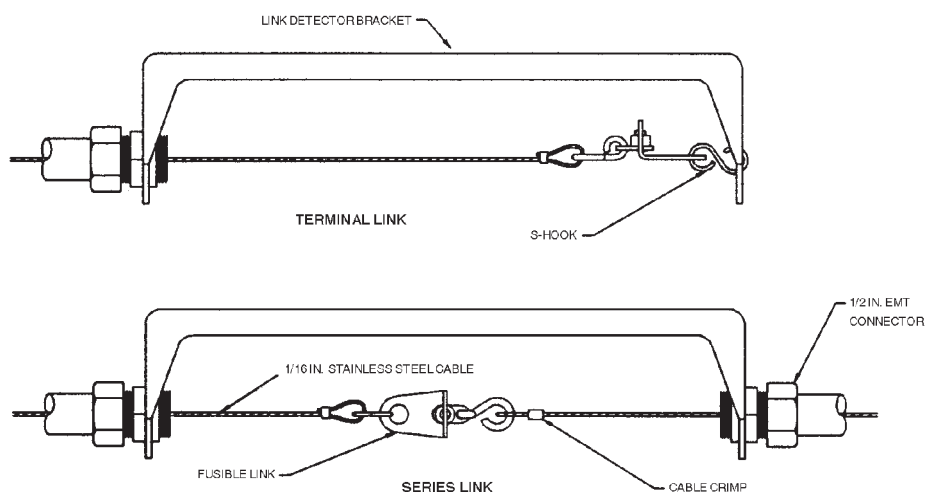 LINK DETECTOR BRACKET
TERMINAL LINK
S-HOOK
1/2 IN. EMT
CONNECTOR
1/16 IN. STAINLESS STEEL CABLE
FUSIBLE LINK
SERIES LINK
CABLE CRIMP